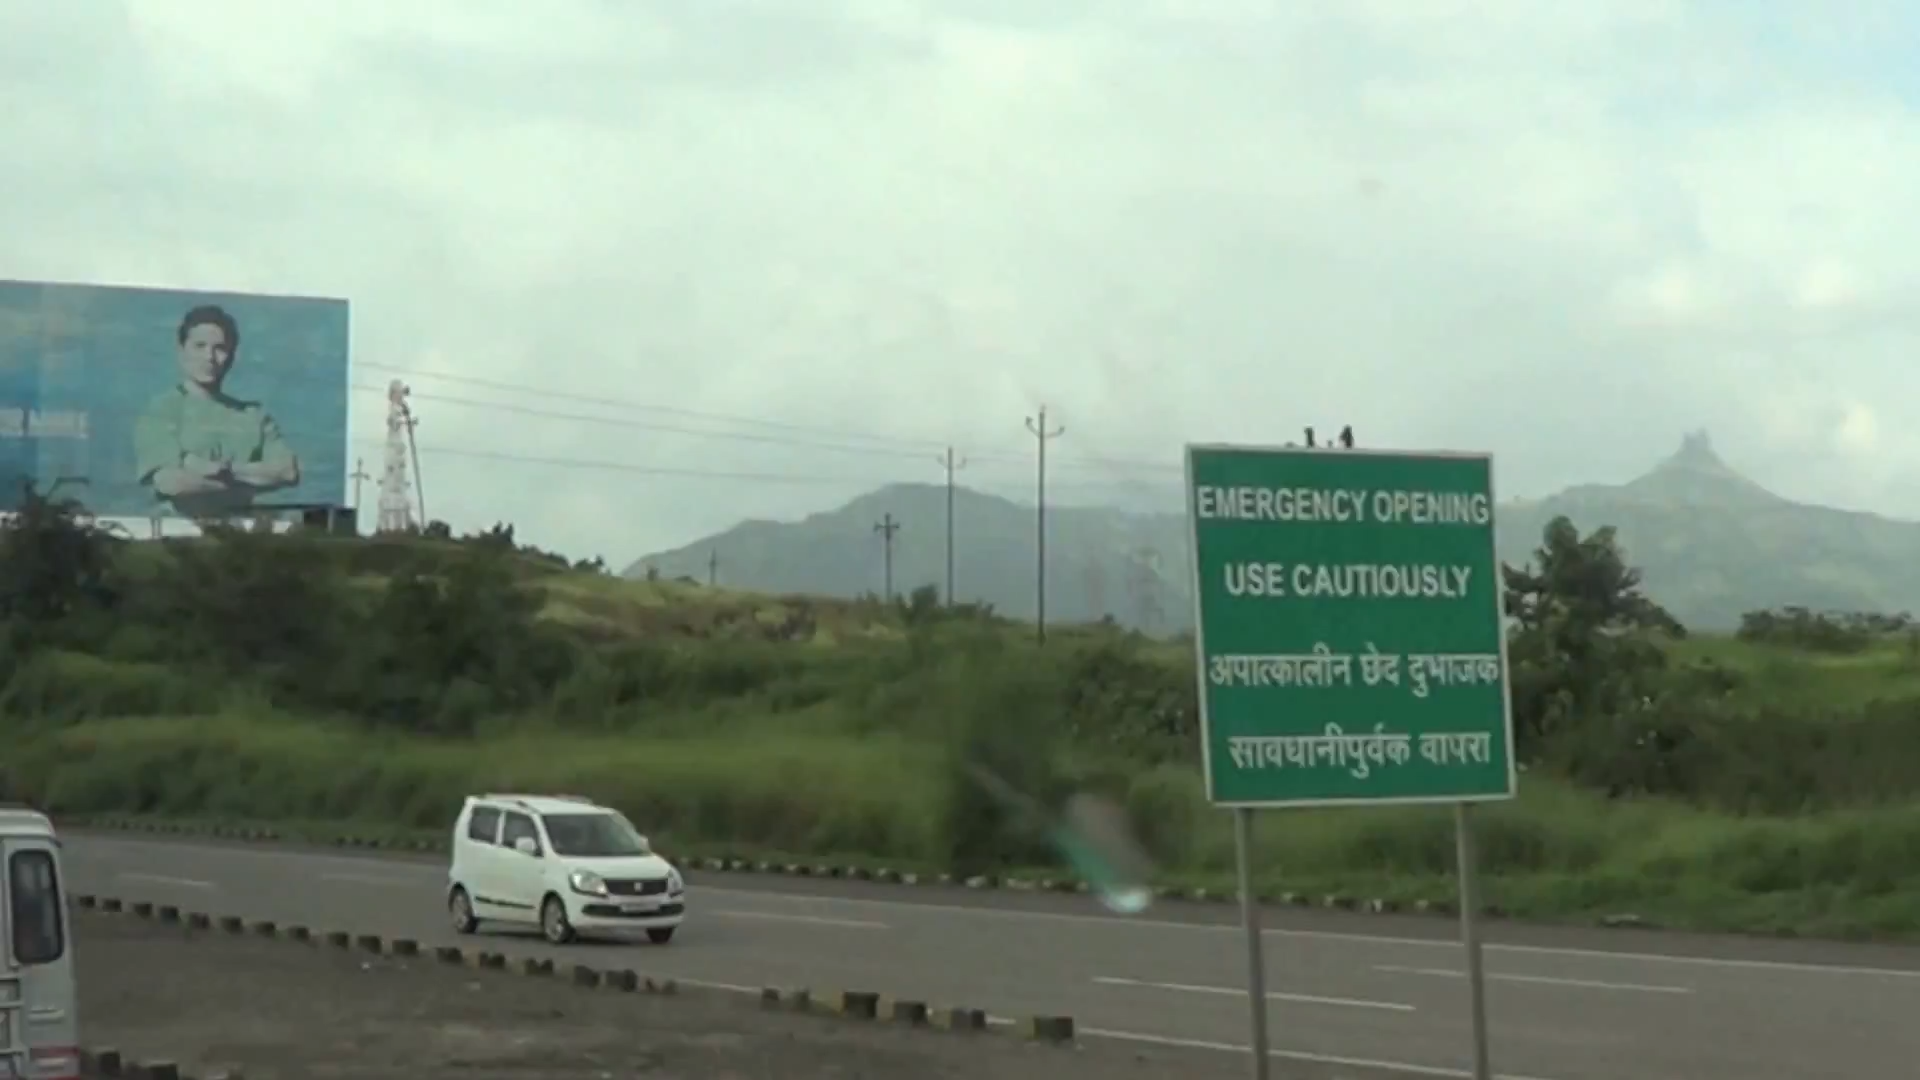 EMERGENCY OPENING
USE CAUTIOUSLY
अपात्कालीन छेद दुभाजक
सावधानीपुर्वक वापरा